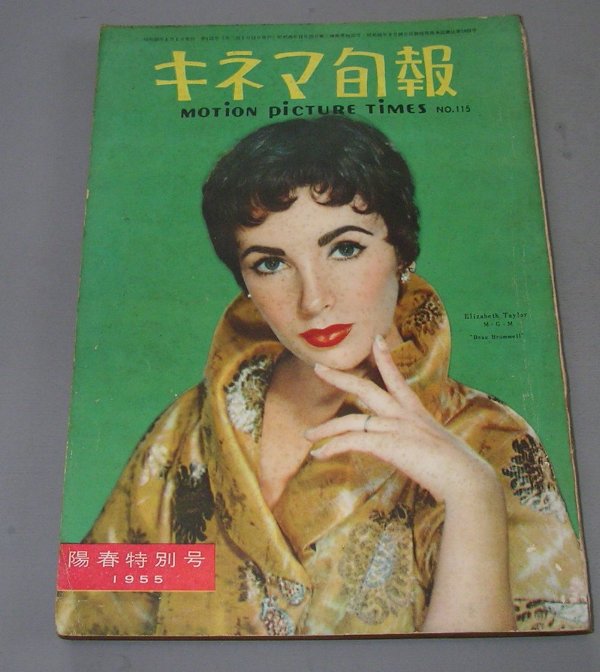 キネマ旬報
MOTION PICTURE TIMES NO.115
Elizabeth Taylor
M-G-M
"Beau Brummell"
陽春特別号
1955